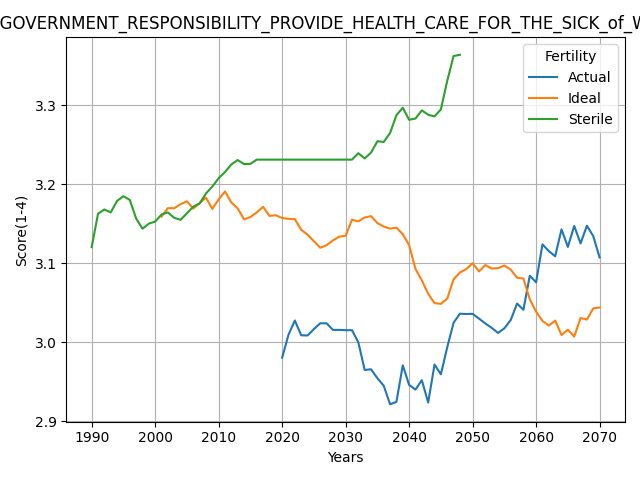 GOVERNMENT_RESPONSIBILITY_PROVIDE_HEALTH_CARE_FOR_THE_SICK_of_W
Fertility
Actual
Ideal
Sterile
Score(1-4)
3.3
3.2
3.1
3.0
2.9
1990 2000 2010 2020 2030 2040 2050 2060 2070
Years